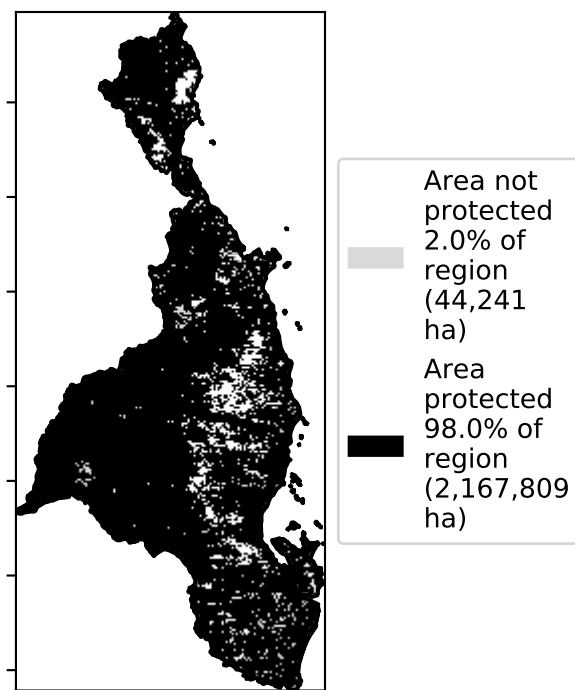 Area not
protected
2.0% of
region
(44,241
ha)
Area
protected
98.0% of
region
(2,167,809
ha)